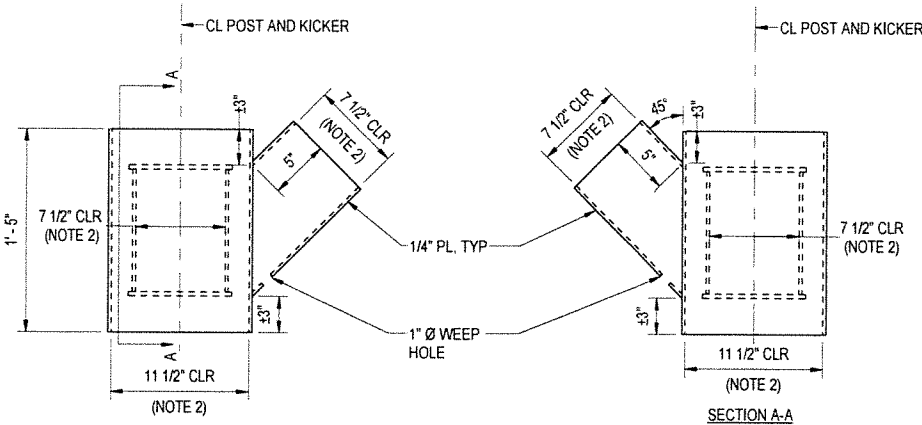 CL POST AND KICKER
A
±3"
7 1/2" CLR
(NOTE 2)
5"
1'- 5"
7 1/2" CLR
(NOTE 2)
±3"
A
11 1/2" CLR
(NOTE 2)
1/4" PL, TYP
1" Ø WEEP
HOLE
CL POST AND KICKER
7 1/2" CLR
(NOTE 2)
45°
±3"
5"
7 1/2" CLR
(NOTE 2)
±3"
11 1/2" CLR
(NOTE 2)
SECTION A-A